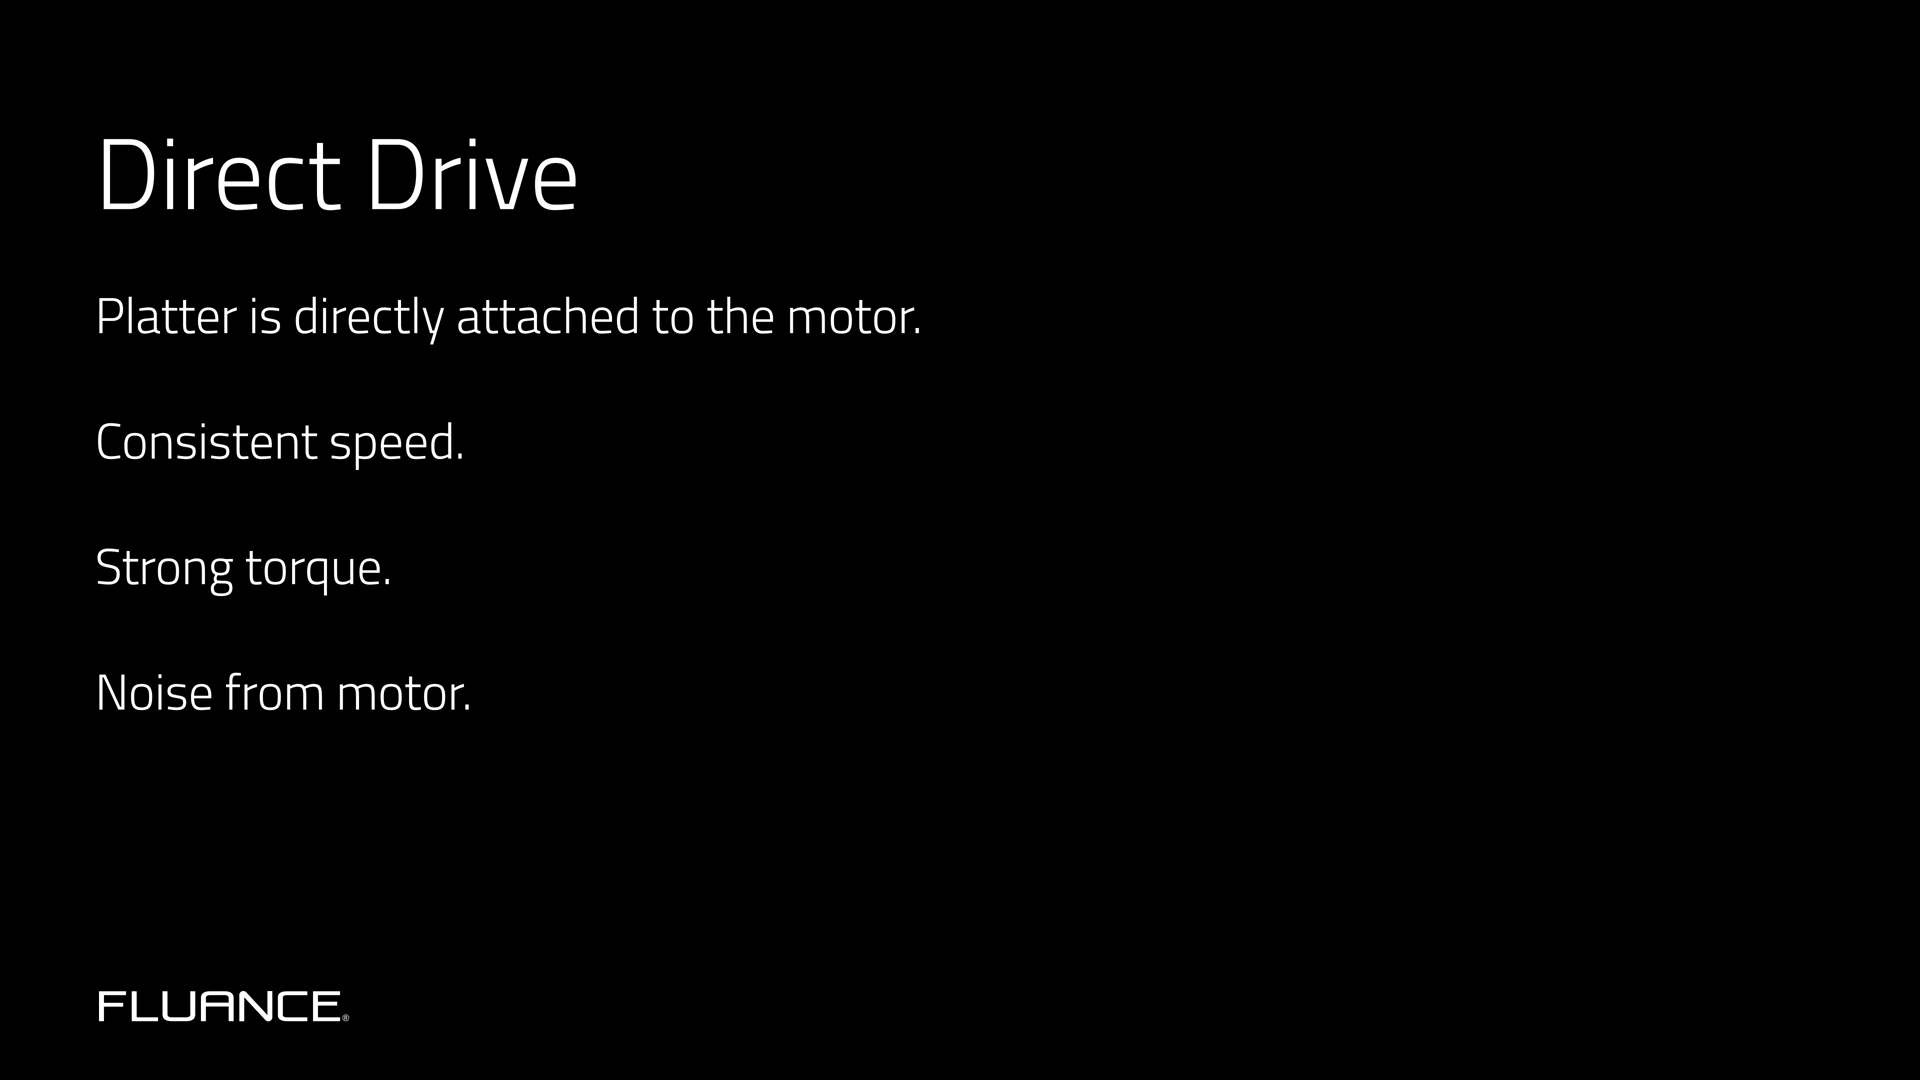 Direct Drive
Platter is directly attached to the motor.
Consistent speed.
Strong torque.
Noise from motor.
FLUANCE®